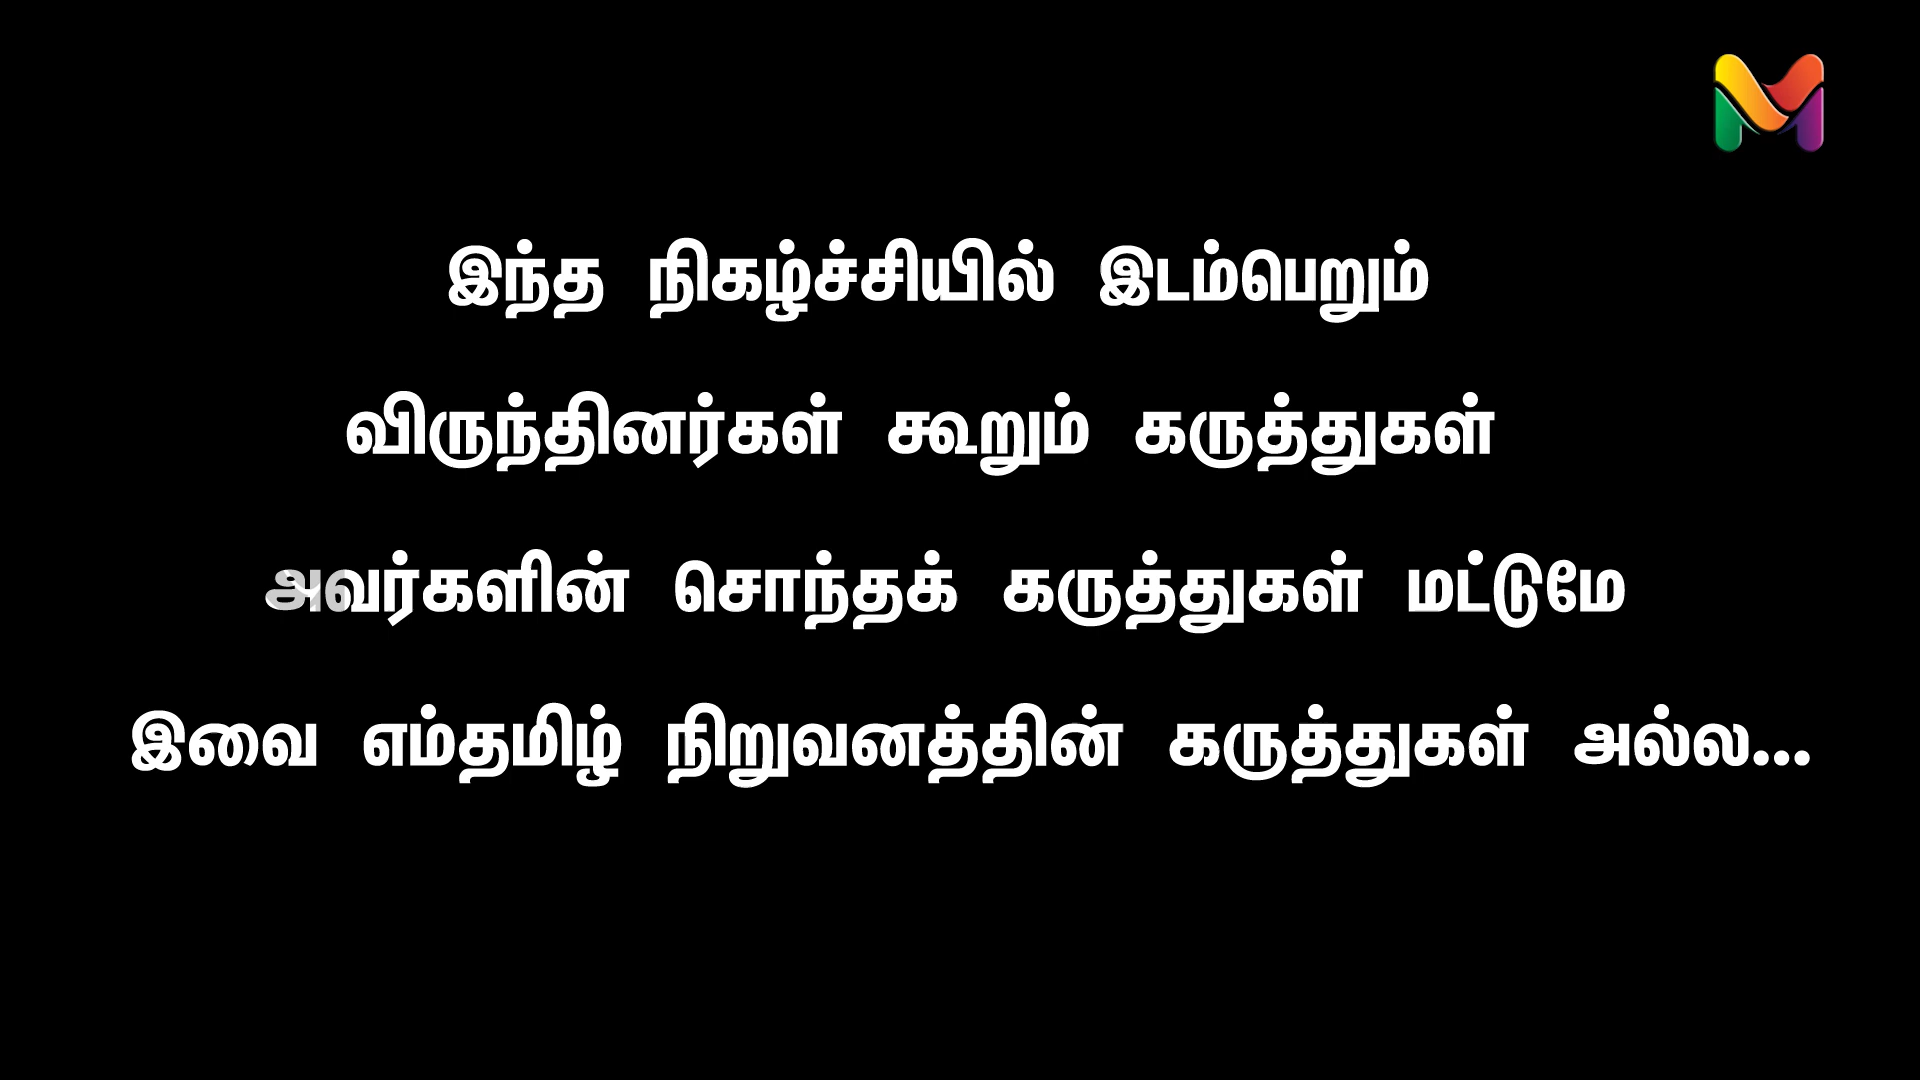 இந்த நிகழ்ச்சியில் இடம்பெறும்
விருந்தினர்கள் கூறும் கருத்துகள்
அவர்களின் சொந்தக் கருத்துகள் மட்டுமே
இவை எம்தமிழ் நிறுவனத்தின் கருத்துகள் அல்ல...